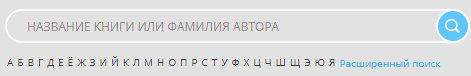 НАЗВАНИЕ КНИГИ ИЛИ ФАМИЛИЯ АВТОРА
А Б В Г Д Е Ё Ж З И Й К Л М Н О П Р С Т У Ф Х Ц Ч Ш Щ Э Ю Я Расширенный поиск